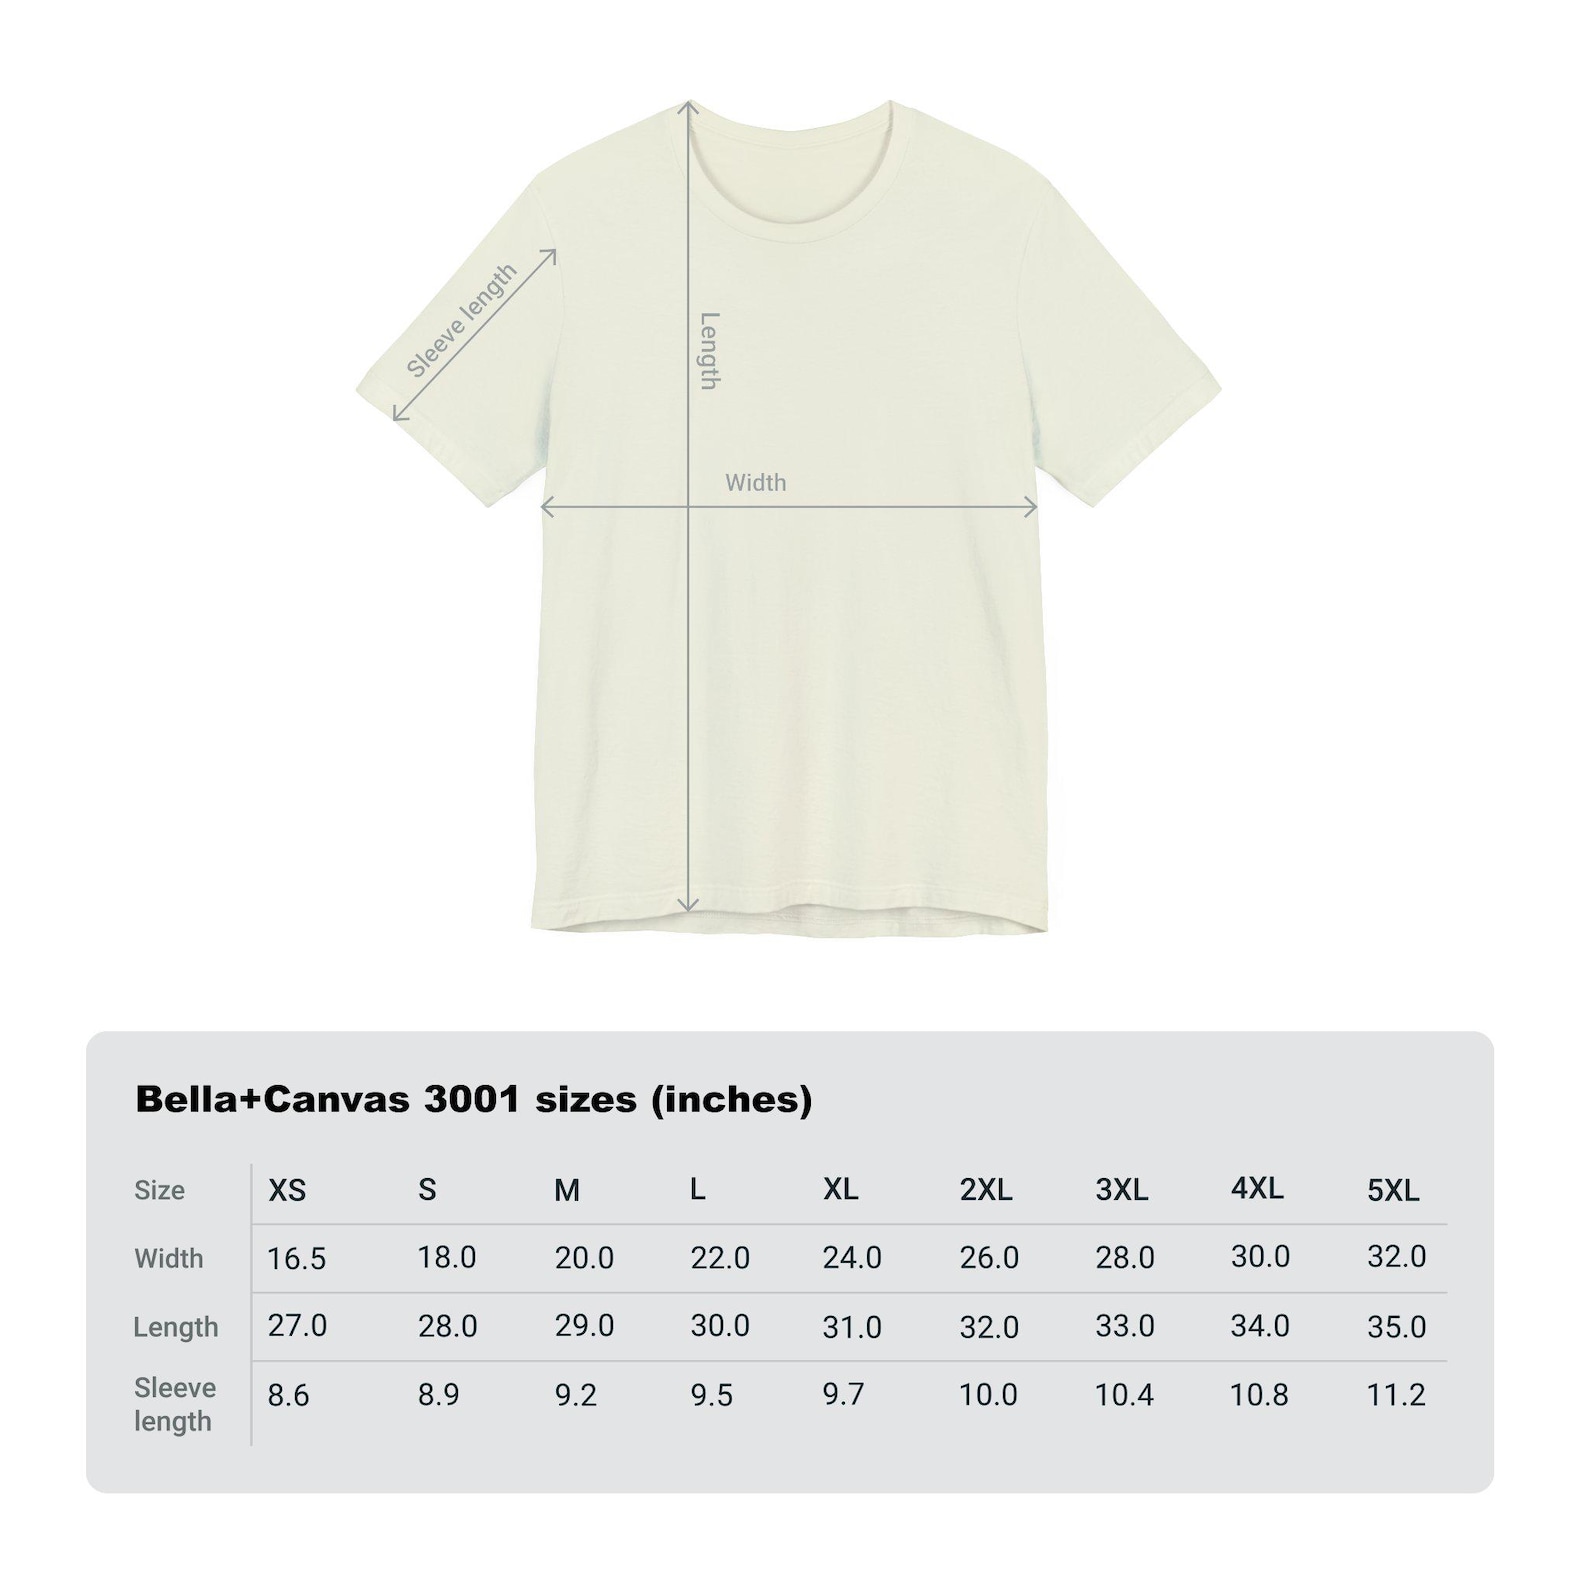 Sleeve length
Length
Width
Bella+Canvas 3001 sizes (inches)
Size XS S M L XL 2XL 3XL 4XL 5XL
Width 16.5 18.0 20.0 22.0 24.0 26.0 28.0 30.0 32.0
Length 27.0 28.0 29.0 30.0 31.0 32.0 33.0 34.0 35.0
Sleeve
length 8.6 8.9 9.2 9.5 9.7 10.0 10.4 10.8 11.2